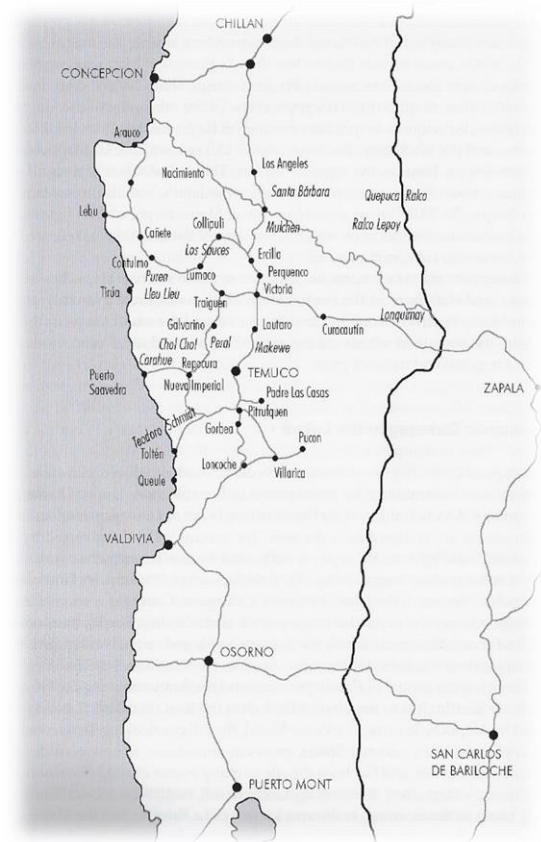 CHILLAN
CONCEPCION
Arauco
Nacimiento
Los Angeles
Santa Bárbara
Quepuca Ralco
Ralco Lepoy
Lebu
Mulchen
Cañete
Collipulli
Los Sauces
Contulmo
Ercilla
Puren
Lumaco
Perquenco
Tirúa
Lleu Lleu
Victoria
Traiguen
Lonquimay
Galvarino
Lautaro
Curacautín
Chol Chol
Peral
Makewe
Carahue
Repocura
TEMUCO
Puerto
Saavedra
Nueva Imperial
ZAPALA
Padre Las Casas
Teodoro Schmidt
Pitrufquen
Gorbea
Toltén
Pucon
Loncoche
Villarica
Queule
VALDIVIA
OSORNO
SAN CARLOS
DE BARILOCHE
PUERTO MONT